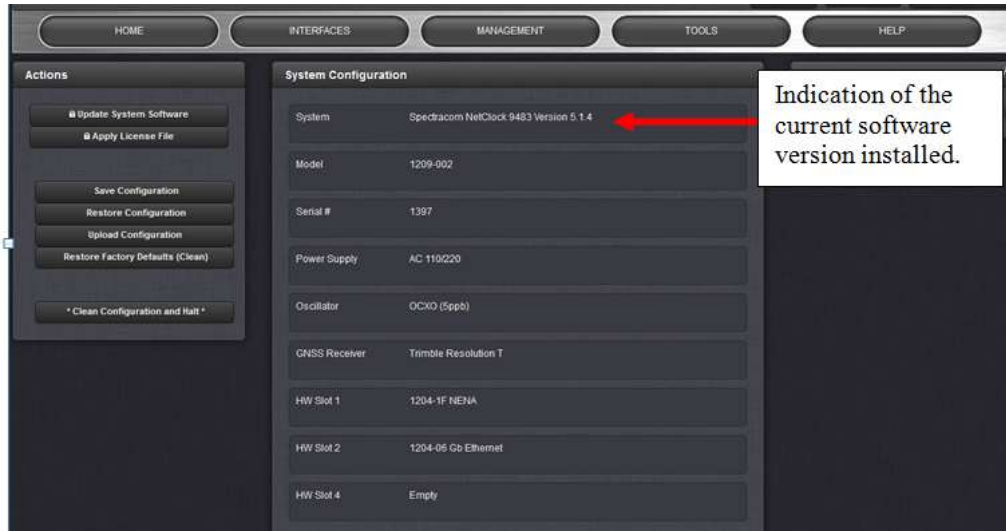 HOME INTERFACES MANAGEMENT TOOLS HELP
Actions
Update System Software
Apply License File
Save Configuration
Restore Configuration
Upload Configuration
Restore Factory Defaults (Clean)
* Clean Configuration and Halt *
System Configuration
System Spectracom NetClock 9483 Version 5.1.4
Model 1209-002
Serial # 1397
Power Supply AC 110/220
Oscillator OCXO (5ppb)
GNSS Receiver Trimble Resolution T
HW Slot 1 1204-1F NENA
HW Slot 2 1204-06 Gb Ethernet
HW Slot 4 Empty
Indication of the
current software
version installed.